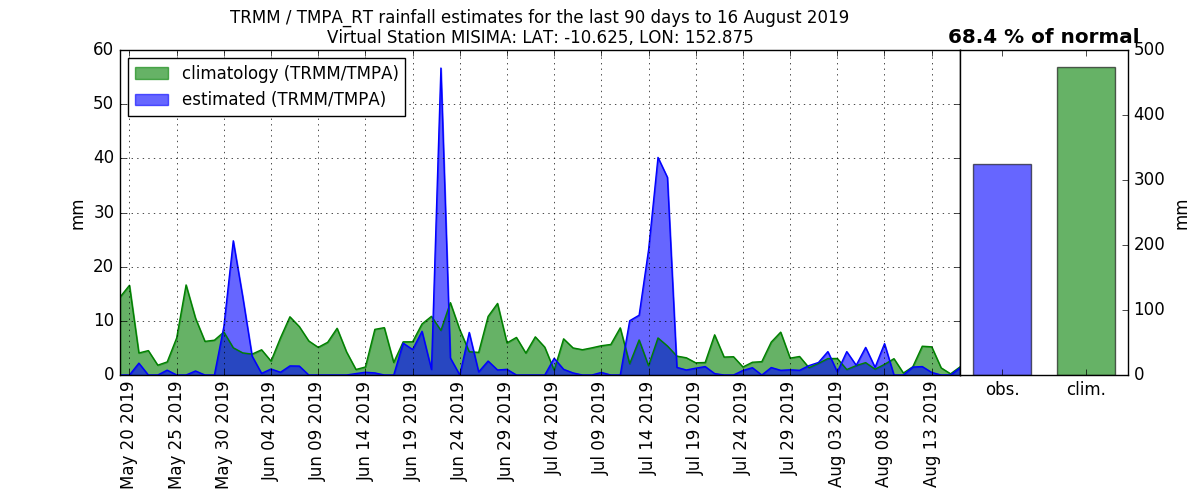 TRMM / TMPA_RT rainfall estimates for the last 90 days to 16 August 2019
Virtual Station MISIMA: LAT: -10.625, LON: 152.875
68.4 % of normal
climatology (TRMM/TMPA)
estimated (TRMM/TMPA)
60
50
40
30
20
10
0
mm
May 20 2019
May 25 2019
May 30 2019
Jun 04 2019
Jun 09 2019
Jun 14 2019
Jun 19 2019
Jun 24 2019
Jun 29 2019
Jul 04 2019
Jul 09 2019
Jul 14 2019
Jul 19 2019
Jul 24 2019
Jul 29 2019
Aug 03 2019
Aug 08 2019
Aug 13 2019
obs.
clim.
500
400
300
200
100
0
mm